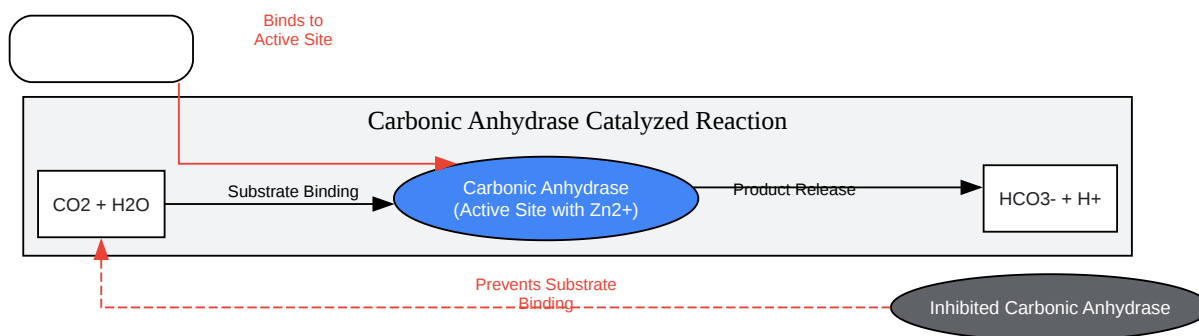 Binds to
Active Site
Carbonic Anhydrase Catalyzed Reaction
CO2 + H2O
Substrate Binding
Carbonic Anhydrase
(Active Site with Zn2+)
Product Release
HCO3- + H+
Prevents Substrate
Binding
Inhibited Carbonic Anhydrase